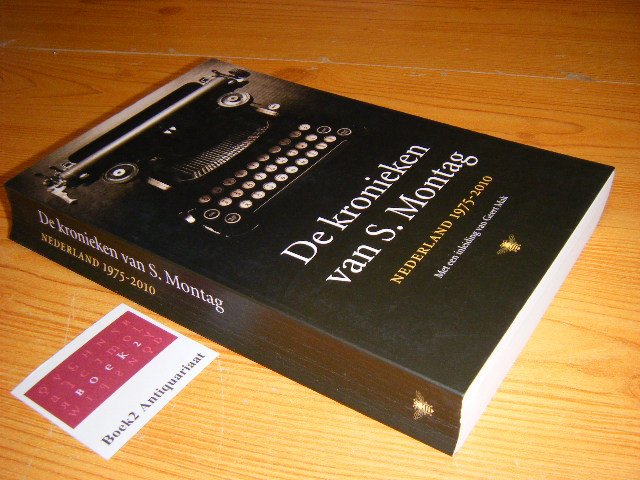 De kronieken
van S. Montag
NEDERLAND 1975-2010
Met een inleiding van Geert Mak
De kronieken van S. Montag
NEDERLAND 1975-2010
BOEK2
Boek2 Antiquariaat